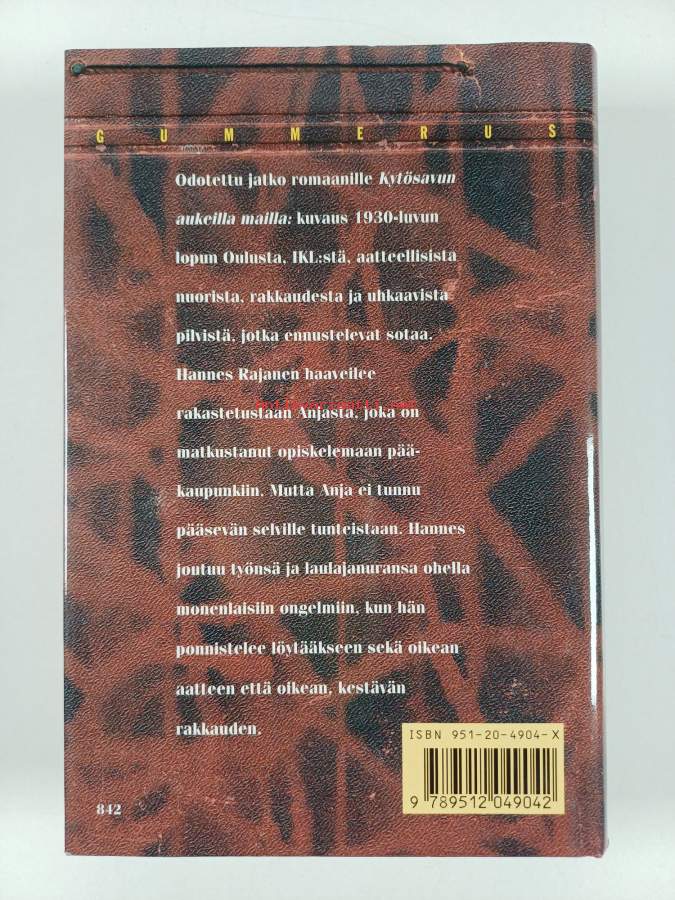 GUMMERUS
Odotettu jatko romaanille Kytösavun
aukeilla mailla: kuvaus 1930-luvun
lopun Oulusta, IKL:stä, aatteellisista
nuorista, rakkaudesta ja uhkaavista
pilvistä, jotka ennustelevat sotaa.
Hannes Rajanen haaveilee
rakastetustaan Anjasta, joka on
matkustanut opiskelemaan pää-
kaupunkiin. Mutta Anja ei tunnu
pääsevän selville tunteistaan. Hannes
joutuu työnsä ja laulajanuransa ohella
monenlaisiin ongelmiin, kun hän
ponnistelee löytääkseen sekä oikean
aatteen että oikean, kestävän
rakkauden.
ISBN 951-20-4904-X
9 789512 049042
842